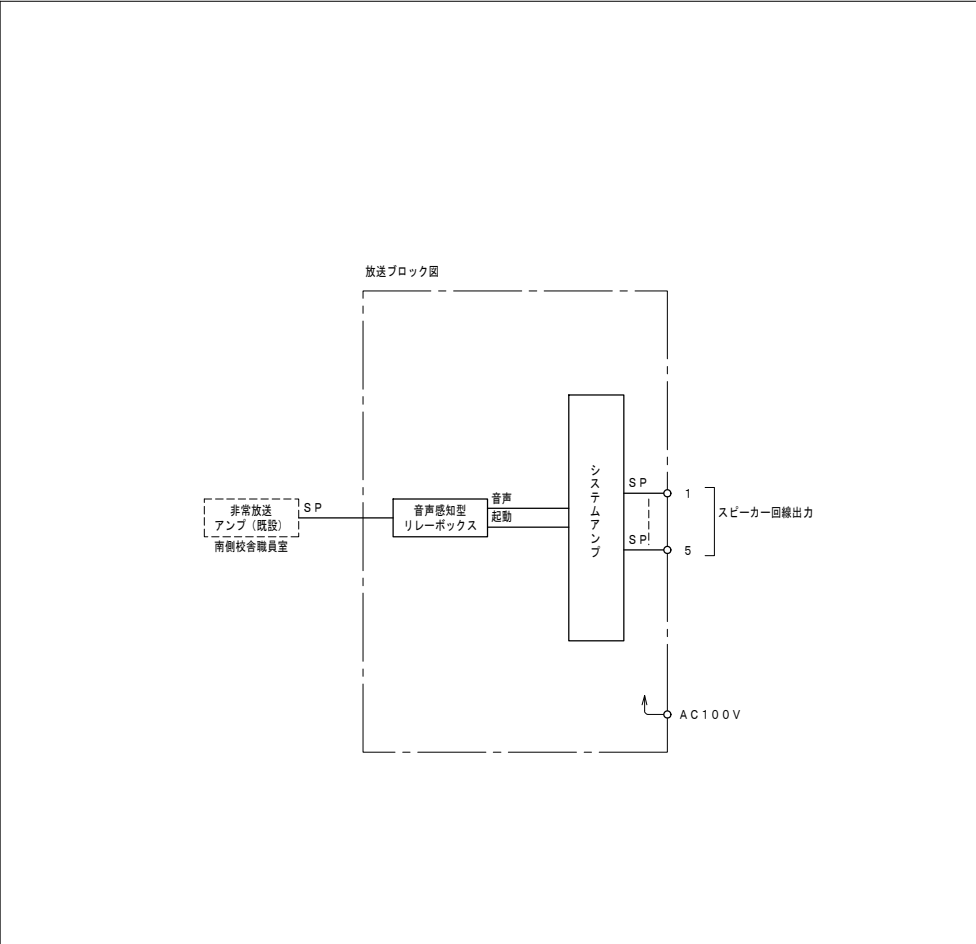 放送ブロック図
非常放送
アンプ（既設）
南側校舎職員室
SP
音声感知型
リレーボックス
音声
起動
システムアンプ
SP
1
スピーカー回線出力
SP
5
AC100V